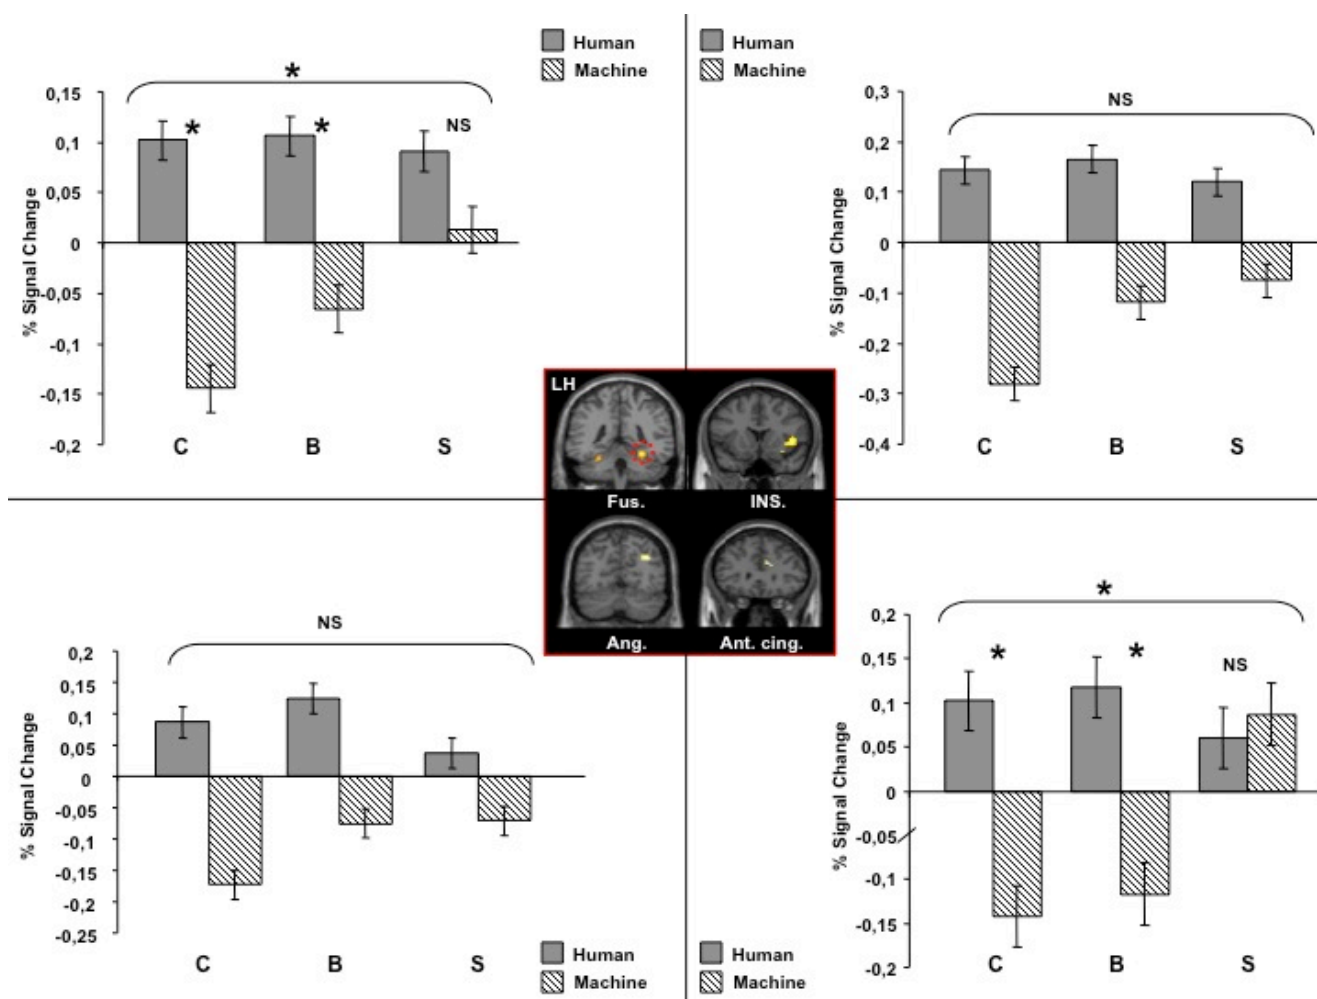 Human
Machine
*
0,15
0,1
0,05
0
-0,05
-0,1
-0,15
-0,2
% Signal Change
*
*
NS
C B S
Human
Machine
NS
0,3
0,2
0,1
0
-0,1
-0,2
-0,3
-0,4
% Signal Change
C B S
LH
Fus. INS.
Ang. Ant. cing.
NS
0,2
0,15
0,1
0,05
0
-0,05
-0,1
-0,15
-0,2
-0,25
% Signal Change
C B S
Human
Machine
*
0,2
0,15
0,1
0,05
0
-0,05
-0,1
-0,15
-0,2
% Signal Change
*
*
NS
C B S
Human
Machine